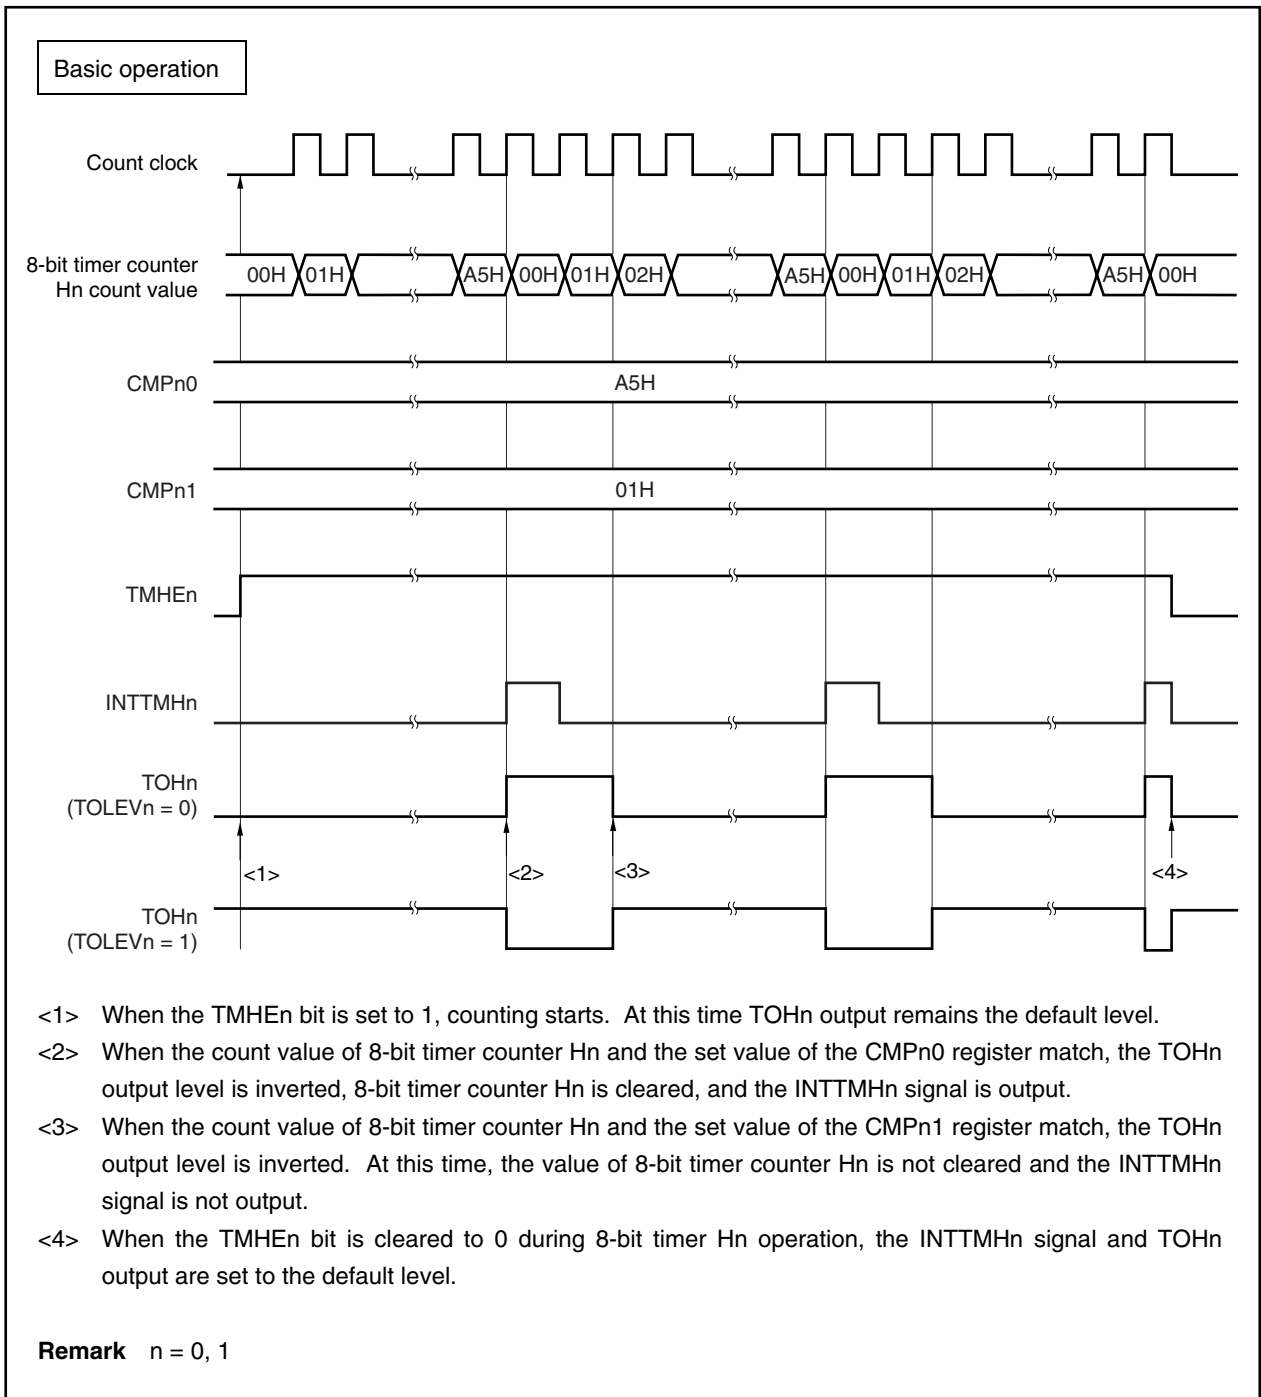 Basic operation
Count clock
8-bit timer counter
Hn count value
00H 01H A5H 00H 01H 02H A5H 00H 01H 02H A5H 00H
CMPn0
A5H
CMPn1
01H
TMHEn
INTTMHn
TOHn
(TOLEVn = 0)
<1> <2> <3> <4>
TOHn
(TOLEVn = 1)
<1> When the TMHEn bit is set to 1, counting starts. At this time TOHn output remains the default level.
<2> When the count value of 8-bit timer counter Hn and the set value of the CMPn0 register match, the TOHn
output level is inverted, 8-bit timer counter Hn is cleared, and the INTTMHn signal is output.
<3> When the count value of 8-bit timer counter Hn and the set value of the CMPn1 register match, the TOHn
output level is inverted. At this time, the value of 8-bit timer counter Hn is not cleared and the INTTMHn
signal is not output.
<4> When the TMHEn bit is cleared to 0 during 8-bit timer Hn operation, the INTTMHn signal and TOHn
output are set to the default level.
Remark n = 0, 1